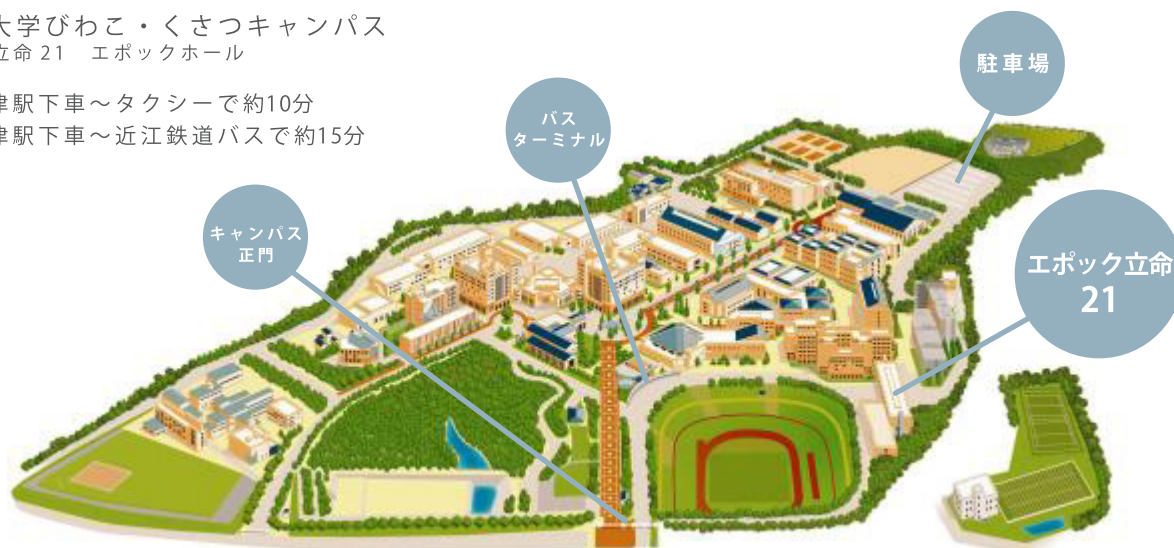 大学びわこ・くさつキャンパス
立命21 エポックホール
津駅下車～タクシーで約10分
津駅下車～近江鉄道バスで約15分
駐車場
バス
ターミナル
キャンパス
正門
エポック立命
21